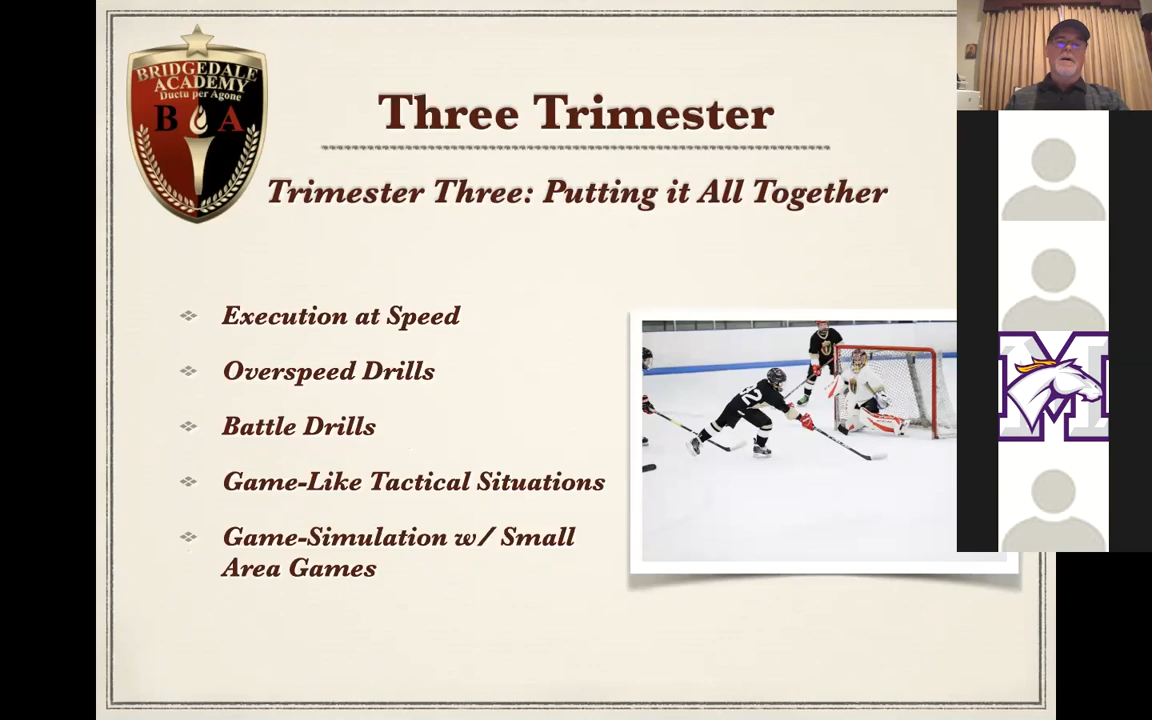 BRIDGEDALE
ACADEMY
Ductu per Agone
B A
Three Trimester
Trimester Three: Putting it All Together
Execution at Speed
Overspeed Drills
Battle Drills
Game-Like Tactical Situations
Game-Simulation w/ Small
Area Games
M